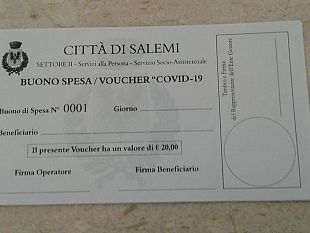 CITTÀ DI SALEMI
SETTORE II - Servizi alla Persona - Servizio Socio-Assistenziale
BUONO SPESA / VOUCHER "COVID-19
Buono di Spesa N° 0001 Giorno
Beneficiario
Il presente Voucher ha un valore di € 20,00
Firma Operatore Firma Beneficiario
Timbro e Firma
del Rappresentante dell'Ente Gestore